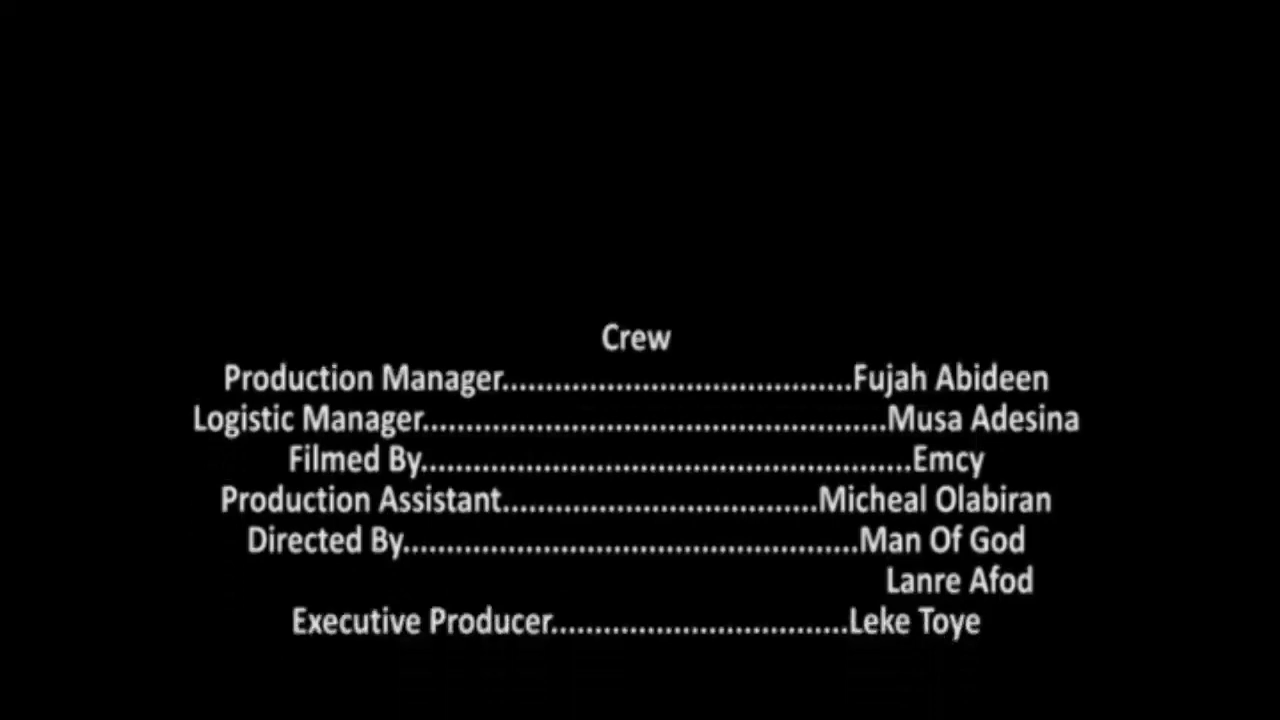 Crew
Production Manager........................................Fujah Abideen
Logistic Manager.....................................................Musa Adesina
Filmed By........................................................Emcy
Production Assistant....................................Micheal Olabiran
Directed By....................................................Man Of God
Lanre Afod
Executive Producer..................................Leke Toye